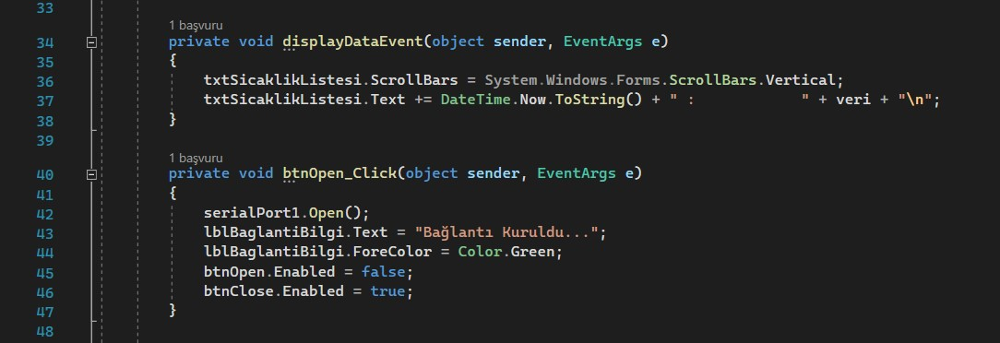 33
1 başvuru
34 private void displayDataEvent(object sender, EventArgs e)
35 {
36 txtSicaklikListesi.ScrollBars = System.Windows.Forms.ScrollBars.Vertical;
37 txtSicaklikListesi.Text += DateTime.Now.ToString() + " :            " + veri + "\n";
38 }
39
1 başvuru
40 private void btnOpen_Click(object sender, EventArgs e)
41 {
42 serialPort1.Open();
43 lblBaglantiBilgi.Text = "Bağlantı Kuruldu...";
44 lblBaglantiBilgi.ForeColor = Color.Green;
45 btnOpen.Enabled = false;
46 btnClose.Enabled = true;
47 }
48